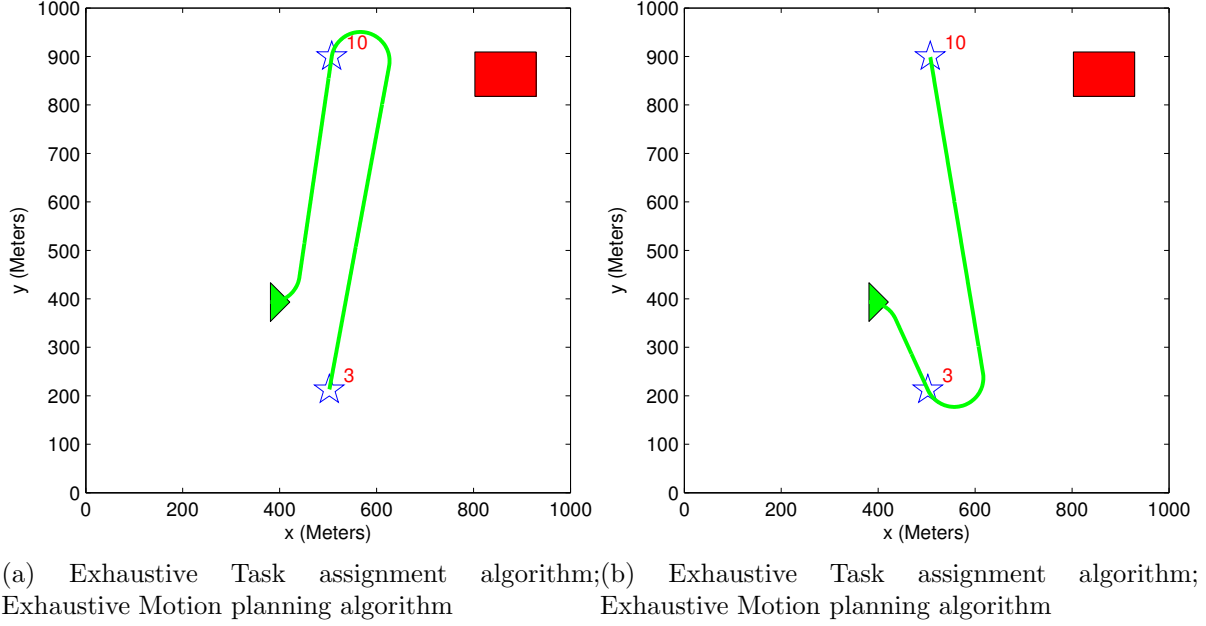 1000
900
800
700
600
500
400
300
200
100
0
0 200 400 600 800 1000
x (Meters)
y (Meters)
10
3
1000
900
800
700
600
500
400
300
200
100
0
0 200 400 600 800 1000
x (Meters)
y (Meters)
10
3
(a) Exhaustive Task assignment algorithm;
Exhaustive Motion planning algorithm
(b) Exhaustive Task assignment algorithm;
Exhaustive Motion planning algorithm